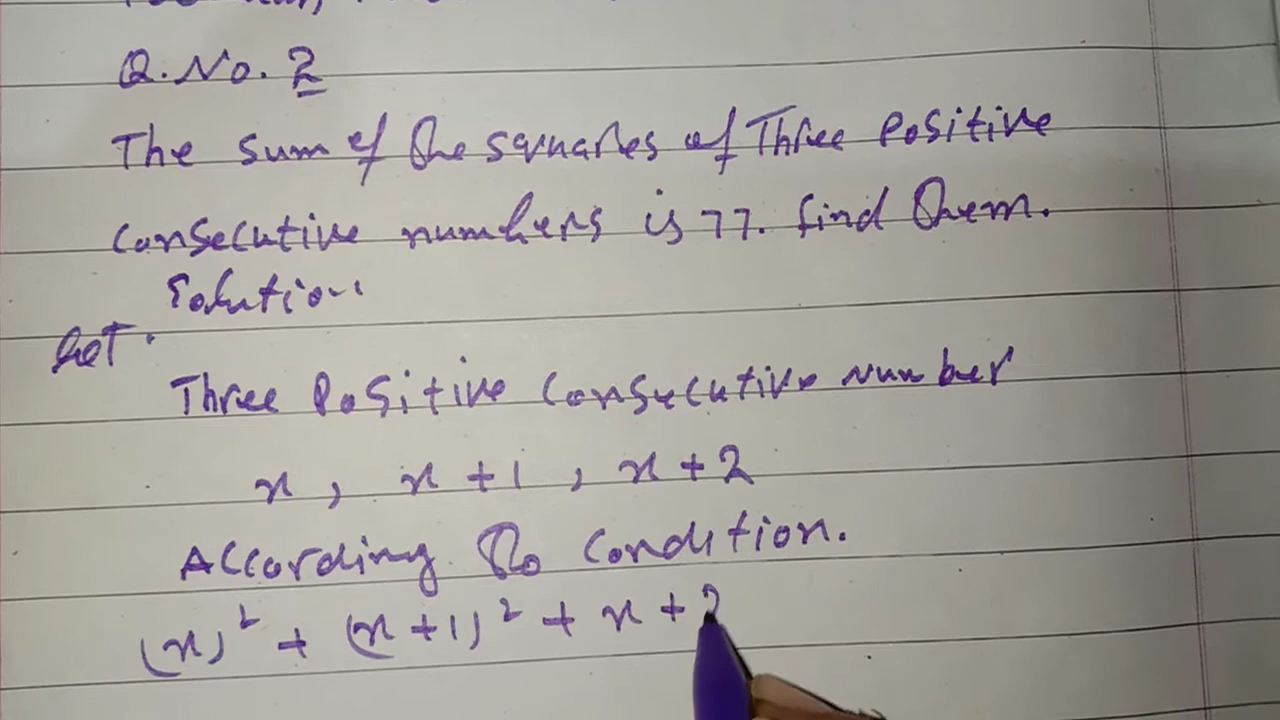 Q.No. 2
The sum of the squares of Three Positive
Consecutive numbers is 77. find them.
Solution:
Let.
Three Positive Consecutive Number
x , x + 1 , x + 2
According to condition.
(x)² + (x + 1)² + x + 2